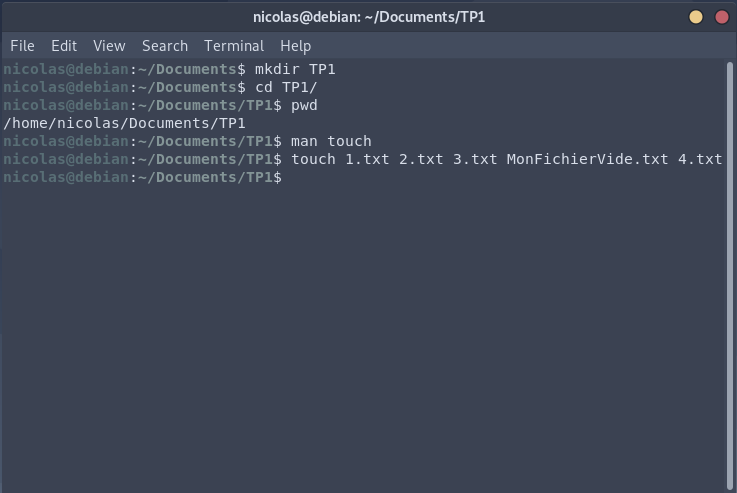 nicolas@debian: ~/Documents/TP1
File Edit View Search Terminal Help
nicolas@debian:~/Documents$ mkdir TP1
nicolas@debian:~/Documents$ cd TP1/
nicolas@debian:~/Documents/TP1$ pwd
/home/nicolas/Documents/TP1
nicolas@debian:~/Documents/TP1$ man touch
nicolas@debian:~/Documents/TP1$ touch 1.txt 2.txt 3.txt MonFichierVide.txt 4.txt
nicolas@debian:~/Documents/TP1$